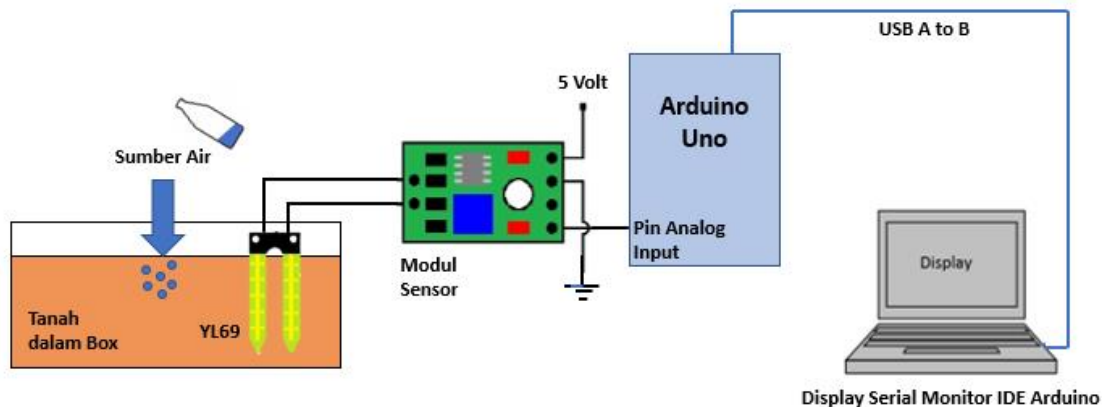 USB A to B
5 Volt
Arduino
Uno
Sumber Air
Pin Analog
Input
Modul
Sensor
Display
Tanah
dalam Box
YL69
Display Serial Monitor IDE Arduino